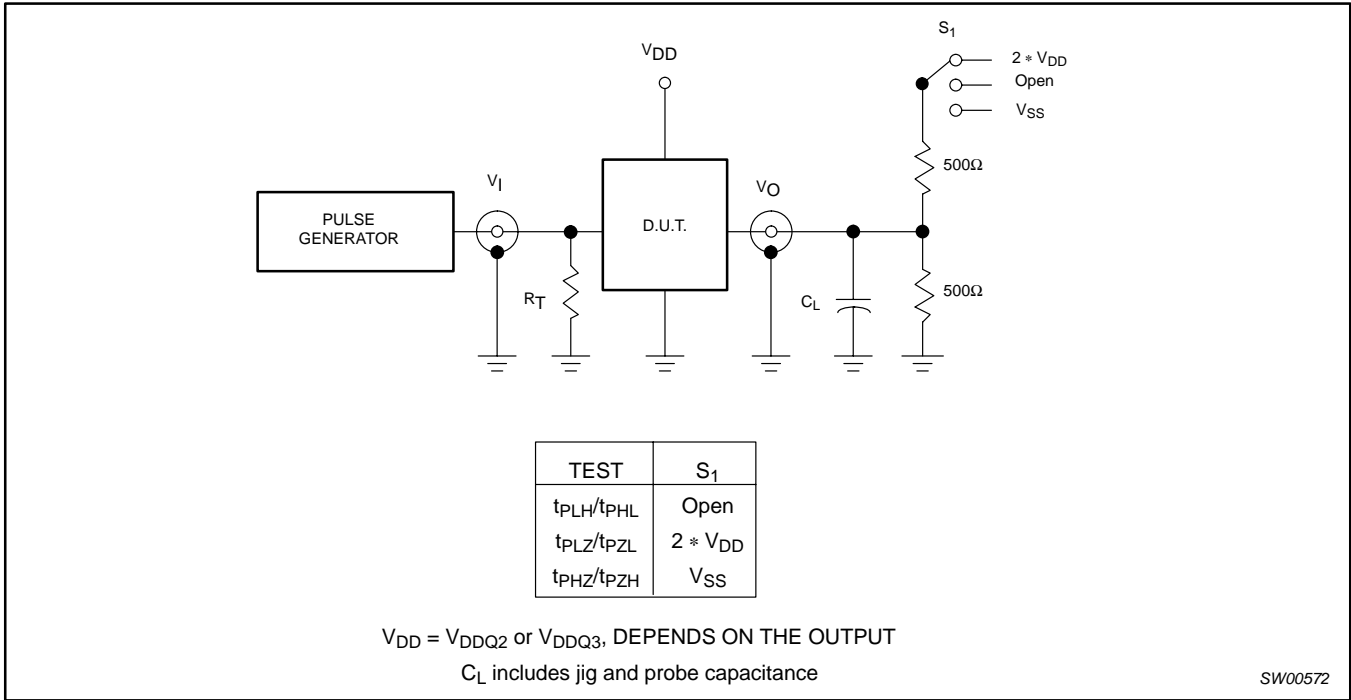 S1
2 * VDD
Open
VSS
VDD
500Ω
VI
VO
PULSE
GENERATOR
D.U.T.
RT
CL
500Ω
TEST S1
tPLH/tPHL Open
tPLZ/tPZL 2 * VDD
tPHZ/tPZH VSS
VDD = VDDQ2 or VDDQ3, DEPENDS ON THE OUTPUT
CL includes jig and probe capacitance
SW00572